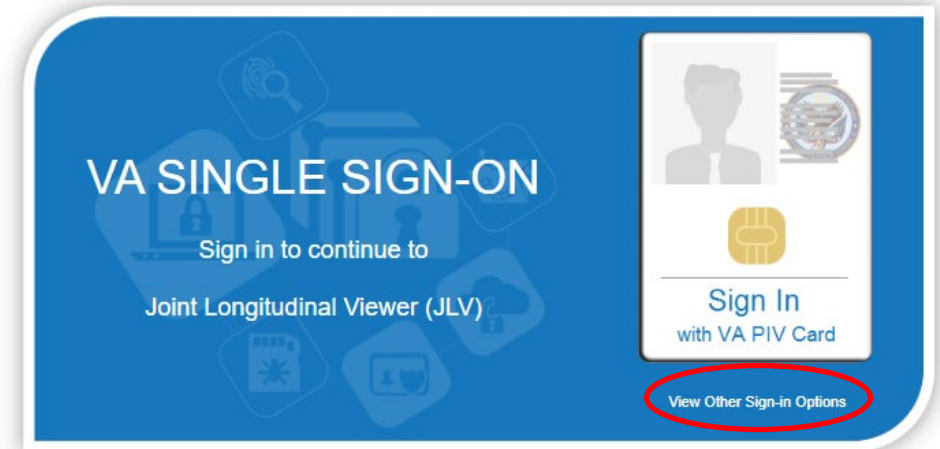 VA SINGLE SIGN-ON
Sign in to continue to
Joint Longitudinal Viewer (JLV)
Sign In
with VA PIV Card
View Other Sign-in Options